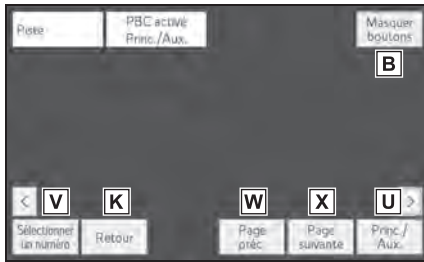 Piste
PBC activé
Princ./Aux.
Masquer
boutons
B
<
V
K
W
X
U
>
Sélectionner
un numéro
Retour
Page
préc.
Page
suivante
Princ./
Aux.